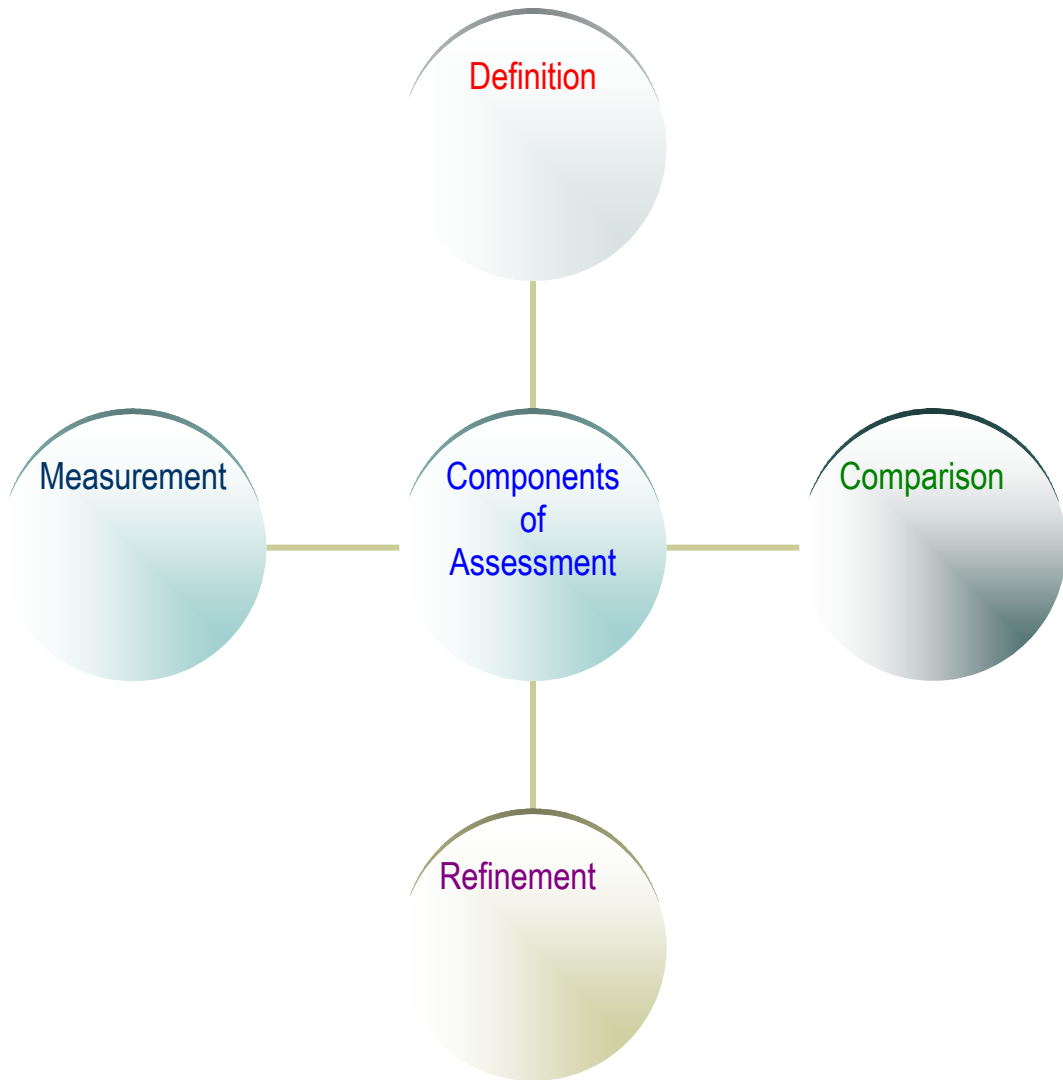 Definition
Measurement
Components
of
Assessment
Comparison
Refinement